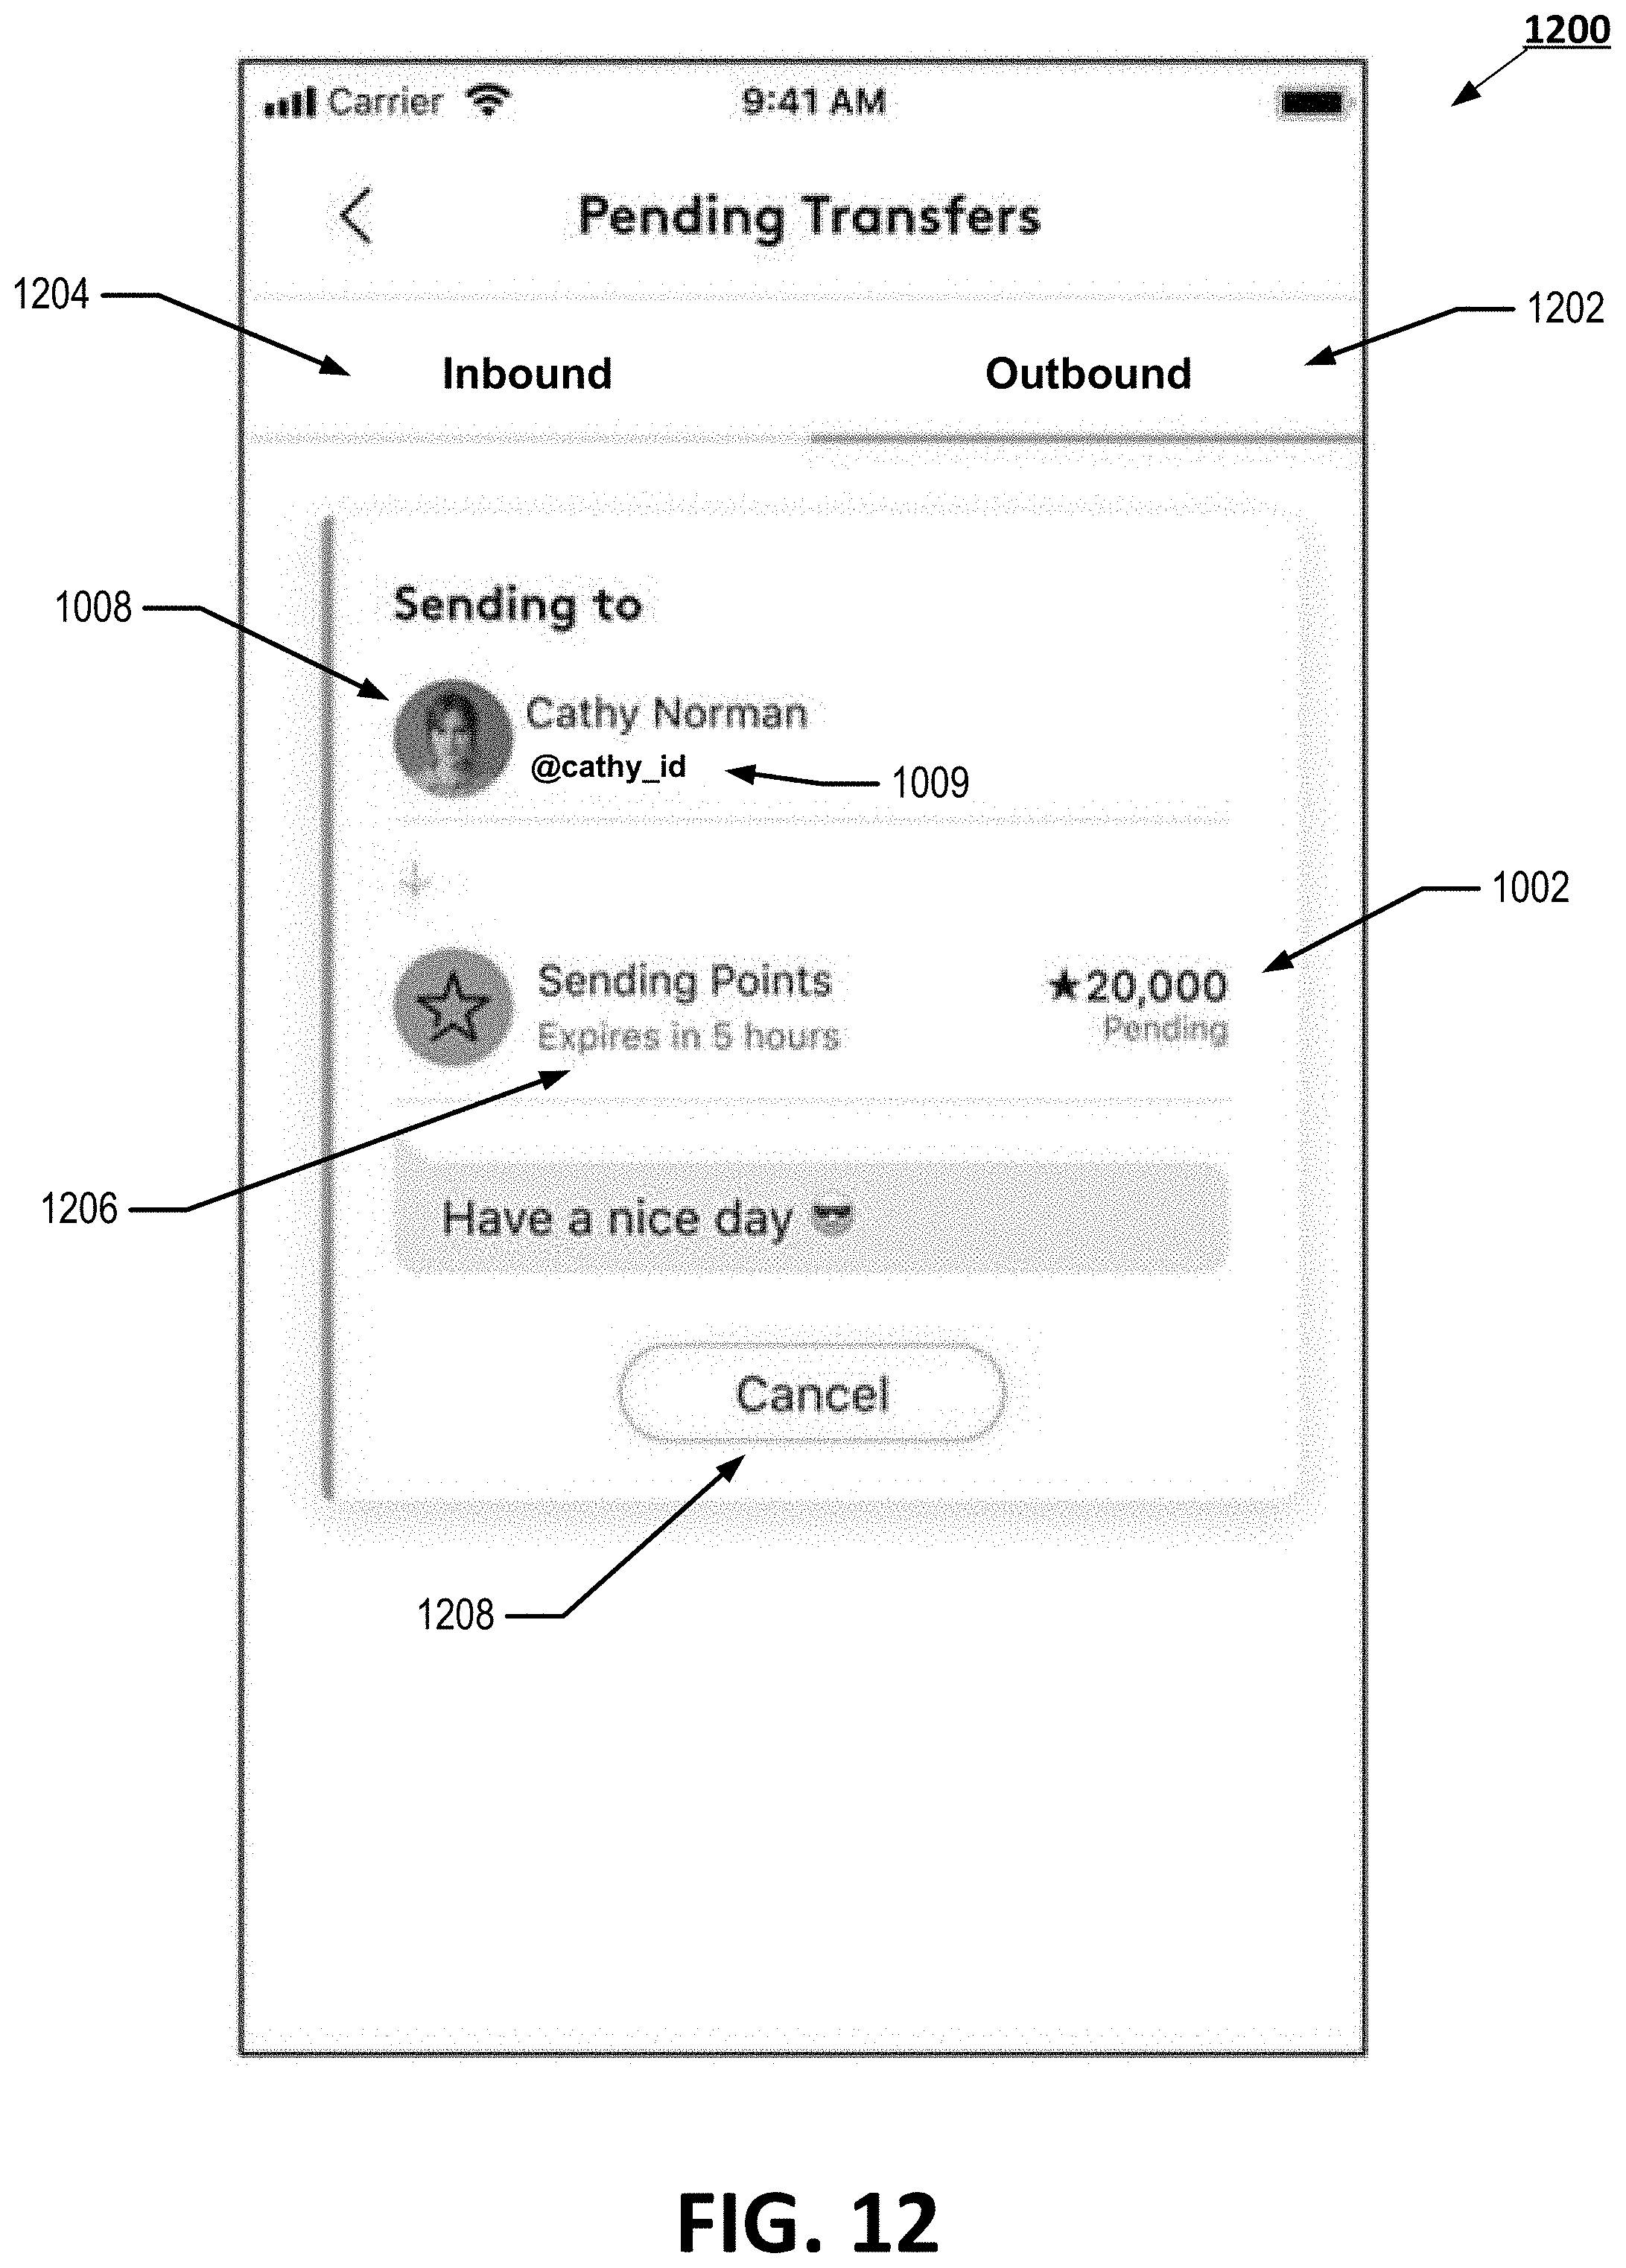 1200
Carrier 9:41 AM
Pending Transfers
1204
1202
Inbound Outbound
Sending to
1008
Cathy Norman
@cathy_id
1009
1002
Sending Points ★20,000
Expires in 5 hours Pending
1206
Have a nice day 😎
Cancel
1208
FIG. 12